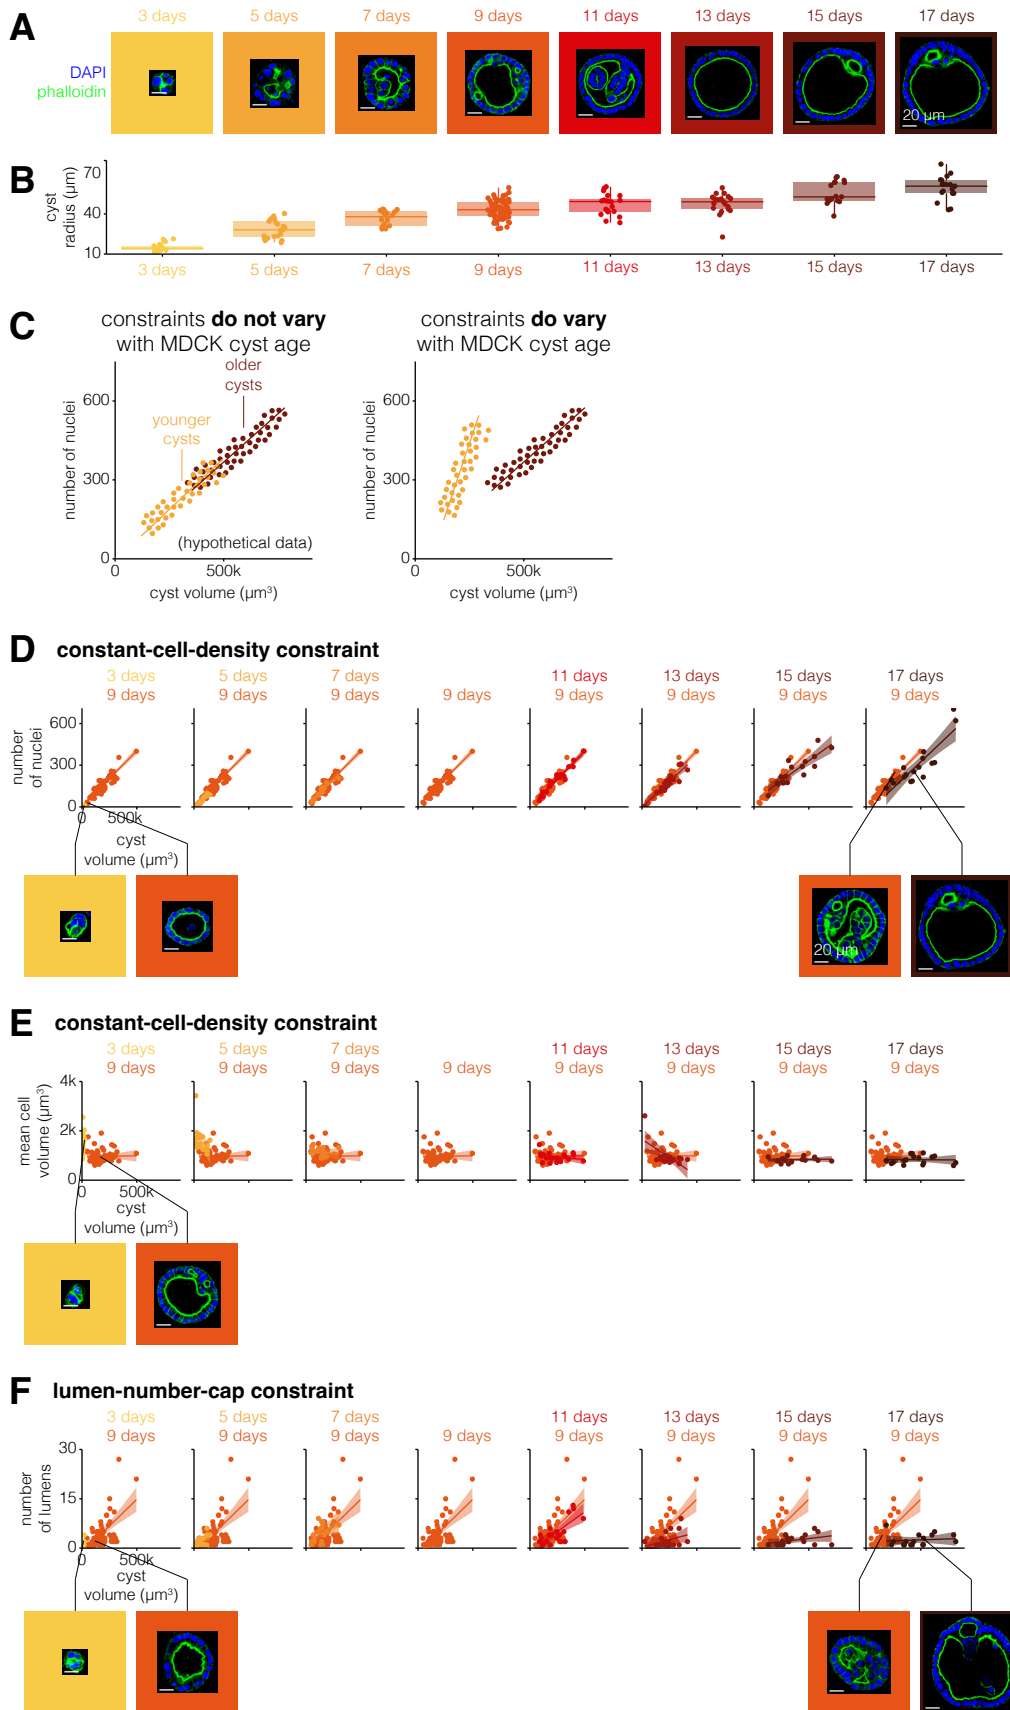 A
3 days 5 days 7 days 9 days 11 days 13 days 15 days 17 days
DAPI
phalloidin
20 µm
B
cyst
radius (µm)
70
40
10
3 days 5 days 7 days 9 days 11 days 13 days 15 days 17 days
C
constraints do not vary
with MDCK cyst age
constraints do vary
with MDCK cyst age
older
cysts
younger
cysts
number of nuclei
600
300
0
(hypothetical data)
0 500k
cyst volume (µm³)
number of nuclei
600
300
0
0 500k
cyst volume (µm³)
D constant-cell-density constraint
3 days 5 days 7 days 11 days 13 days 15 days 17 days
9 days 9 days 9 days 9 days 9 days 9 days 9 days 9 days
number
of nuclei
600
300
0
0 500k
cyst
volume (µm³)
20 µm
E constant-cell-density constraint
3 days 5 days 7 days 11 days 13 days 15 days 17 days
9 days 9 days 9 days 9 days 9 days 9 days 9 days 9 days
mean cell
volume (µm³)
4k
2k
0
0 500k
cyst
volume (µm³)
F lumen-number-cap constraint
3 days 5 days 7 days 11 days 13 days 15 days 17 days
9 days 9 days 9 days 9 days 9 days 9 days 9 days 9 days
number
of lumens
30
15
0
0 500k
cyst
volume (µm³)